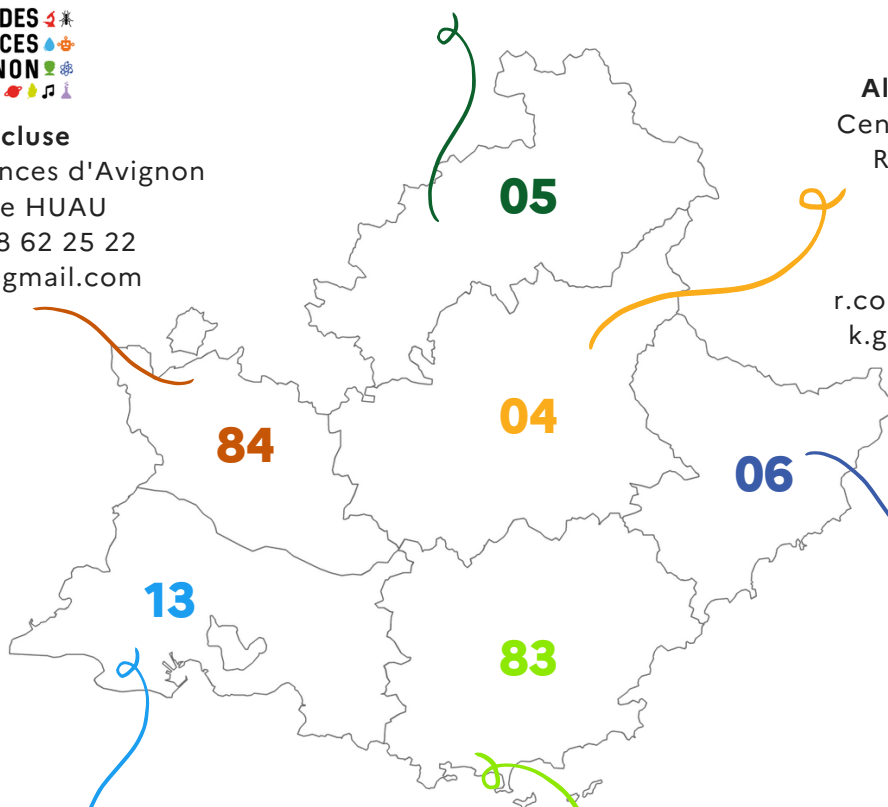 DES
CES
NON
cluse
nces d'Avignon
e HUAU
8 62 25 22
gmail.com
05
Al
Cen
R
r.co
k.g
04
84
06
13
83